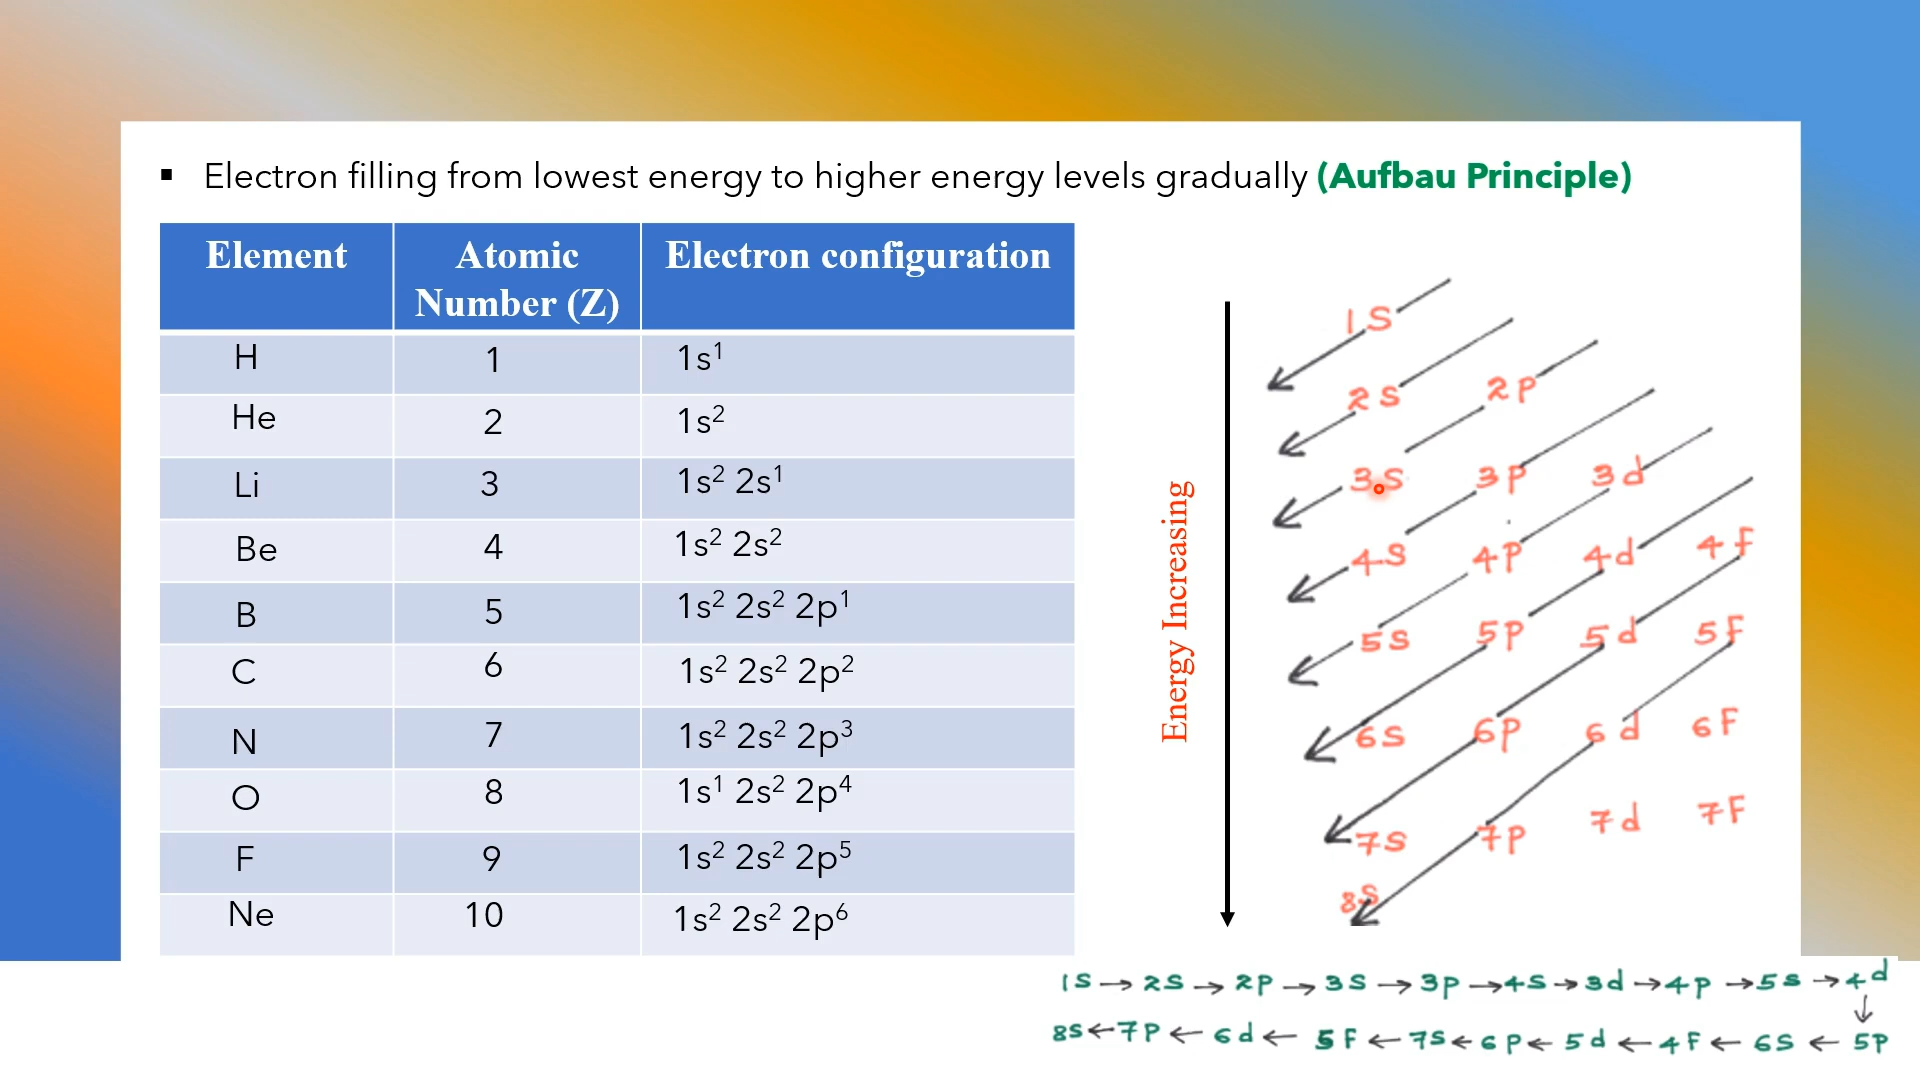 ▪ Electron filling from lowest energy to higher energy levels gradually (Aufbau Principle)
Element Atomic Number (Z) Electron configuration
H 1 1s¹
He 2 1s²
Li 3 1s² 2s¹
Be 4 1s² 2s²
B 5 1s² 2s² 2p¹
C 6 1s² 2s² 2p²
N 7 1s² 2s² 2p³
O 8 1s¹ 2s² 2p⁴
F 9 1s² 2s² 2p⁵
Ne 10 1s² 2s² 2p⁶
Energy Increasing
1S
2S 2P
3S 3P 3d
4S 4P 4d 4F
5S 5P 5d 5F
6S 6P 6d 6F
7S 7P 7d 7F
8S
1S → 2S → 2P → 3S → 3P → 4S → 3d → 4P → 5S → 4d
↓
8S ← 7P ← 6d ← 5F ← 7S ← 6P ← 5d ← 4F ← 6S ← 5P